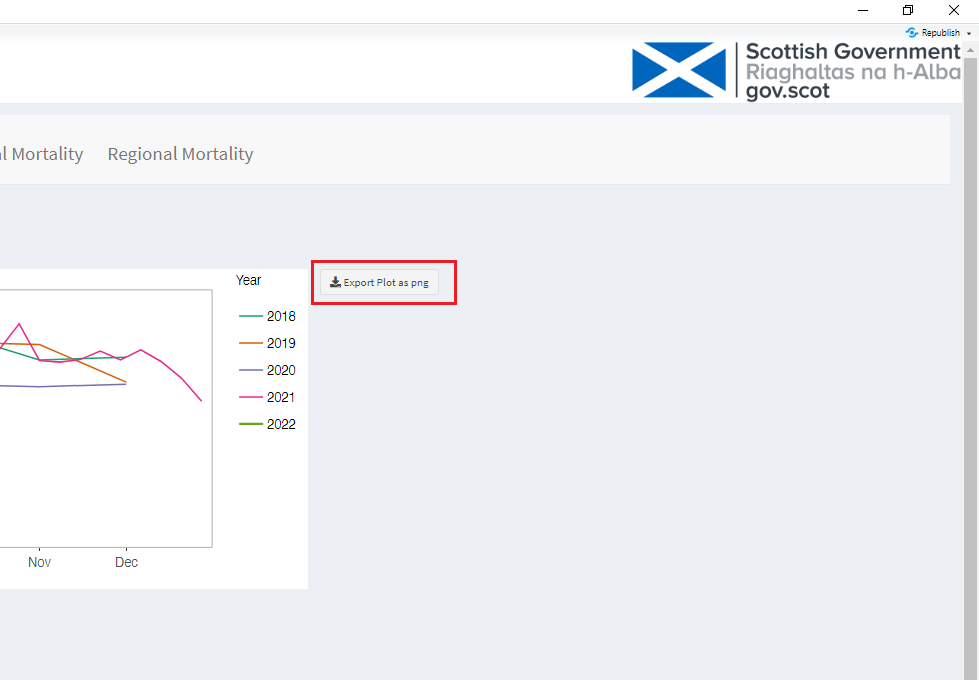 Republish
Scottish Government
Riaghaltas na h-Alba
gov.scot
Mortality Regional Mortality
Year
Export Plot as png
2018
2019
2020
2021
2022
Nov Dec